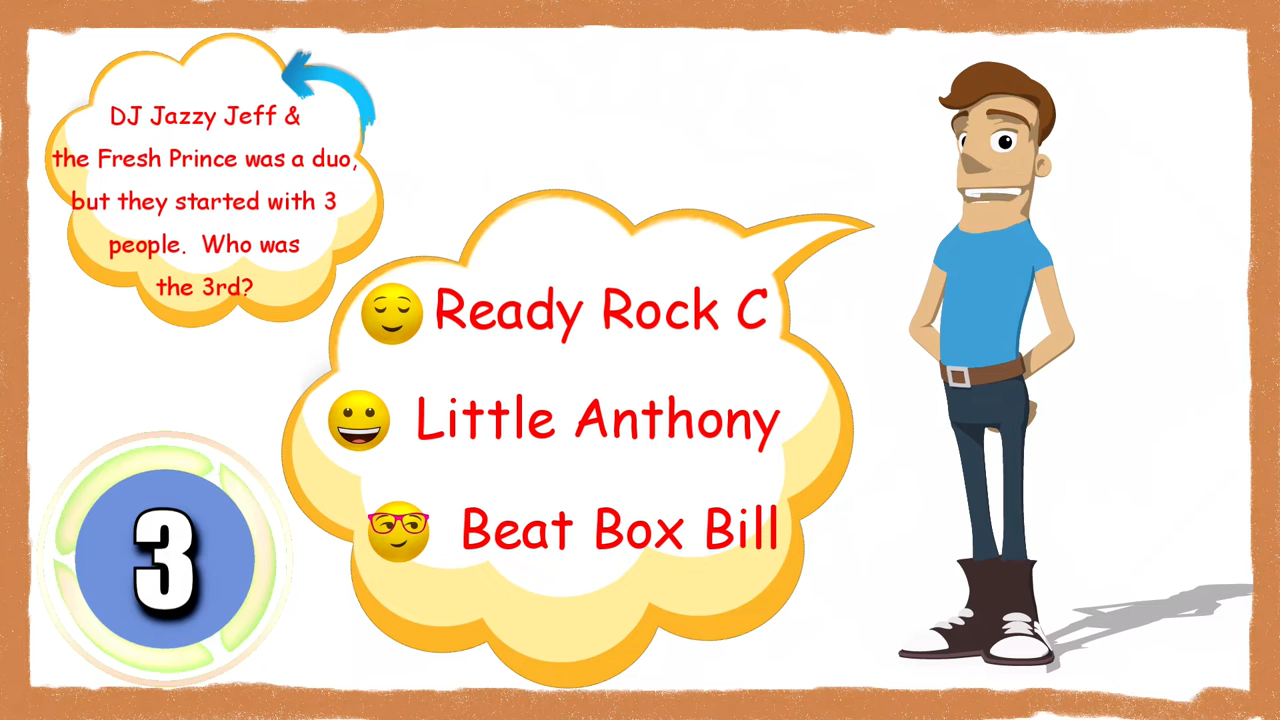 DJ Jazzy Jeff &
the Fresh Prince was a duo,
but they started with 3
people. Who was
the 3rd?
Ready Rock C
Little Anthony
Beat Box Bill
3